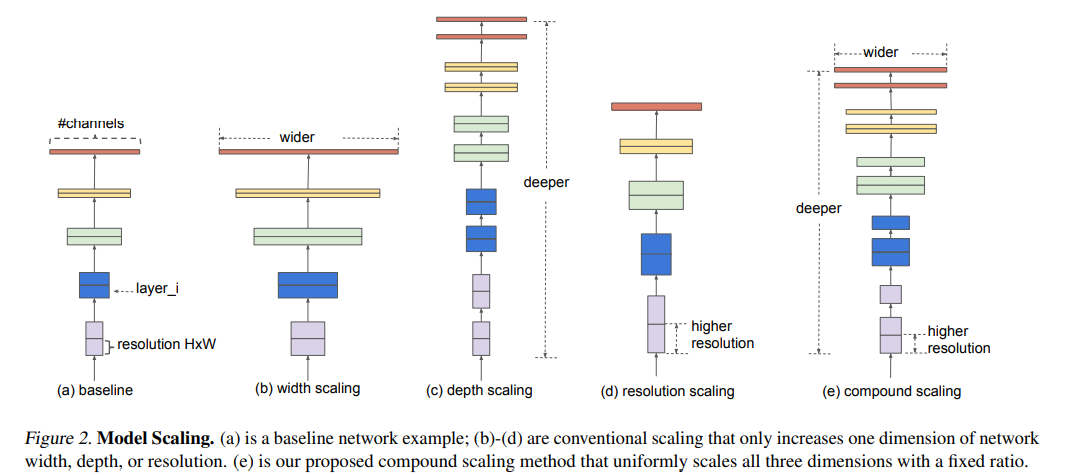 #channels
wider
deeper
wider
deeper
layer_i
resolution HxW
higher
resolution
higher
resolution
(a) baseline
(b) width scaling
(c) depth scaling
(d) resolution scaling
(e) compound scaling
Figure 2. Model Scaling. (a) is a baseline network example; (b)-(d) are conventional scaling that only increases one dimension of network
width, depth, or resolution. (e) is our proposed compound scaling method that uniformly scales all three dimensions with a fixed ratio.